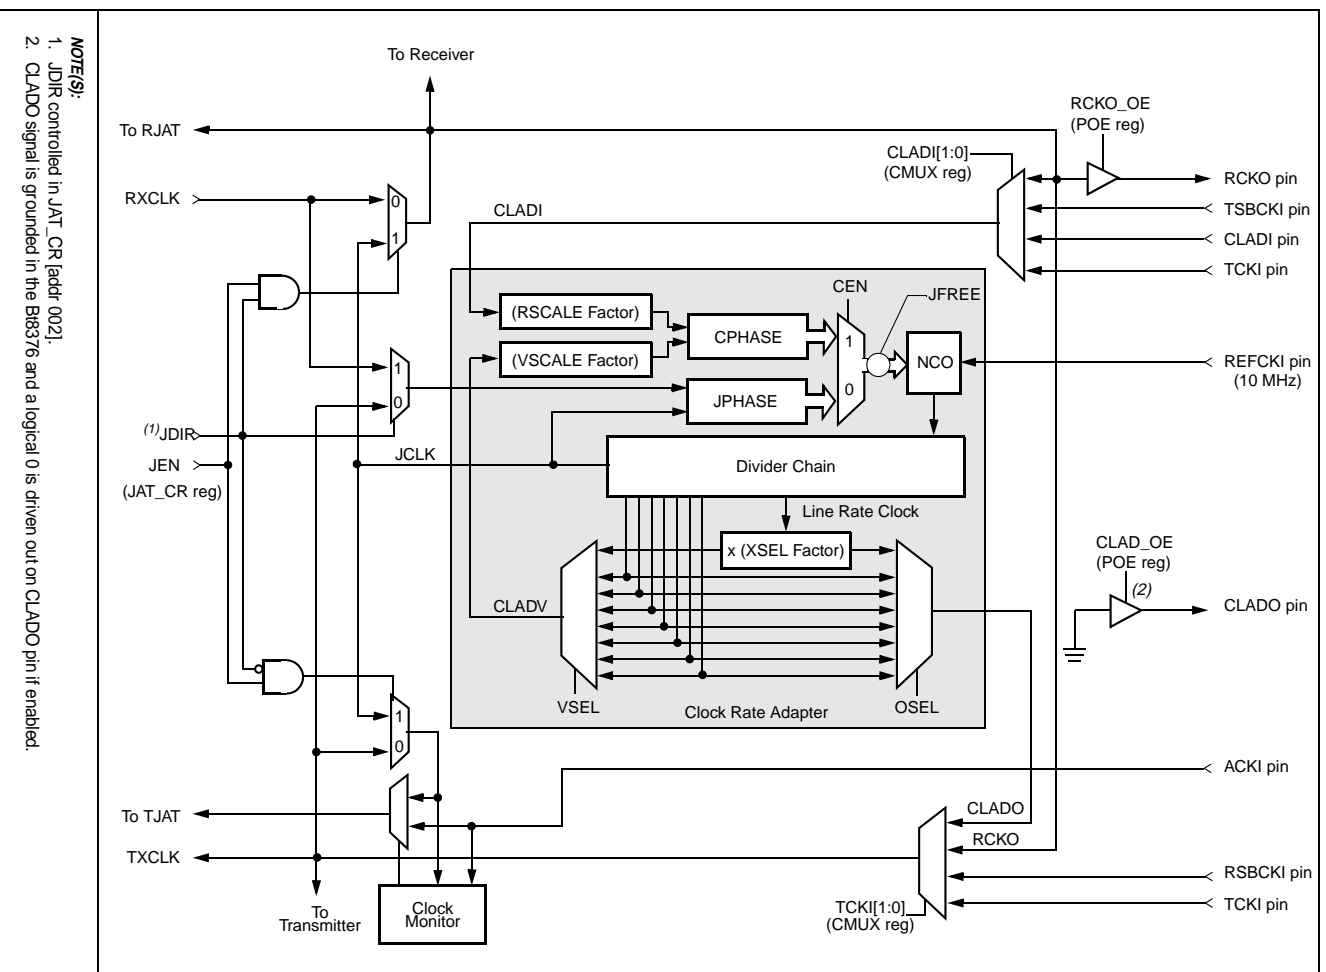 NOTE(S):
1. JDIR controlled in JAT_CR [addr 002].
2. CLADO signal is grounded in the Bt8376 and a logical 0 is driven out on CLADO pin if enabled.
To Receiver
To RJAT
RXCLK
0
1
RCKO_OE
(POE reg)
CLADI[1:0]
(CMUX reg)
RCKO pin
TSBCKI pin
CLADI pin
TCKI pin
CLADI
CEN
JFREE
(RSCALE Factor)
(VSCALE Factor)
CPHASE
JPHASE
1
0
NCO
REFCKI pin
(10 MHz)
1
0
(1)JDIR
JEN
(JAT_CR reg)
JCLK
Divider Chain
Line Rate Clock
x (XSEL Factor)
CLADV
VSEL
OSEL
Clock Rate Adapter
CLAD_OE
(POE reg)
(2)
CLADO pin
1
0
ACKI pin
To TJAT
TXCLK
To
Transmitter
Clock
Monitor
CLADO
RCKO
RSBCKI pin
TCKI pin
TCKI[1:0]
(CMUX reg)